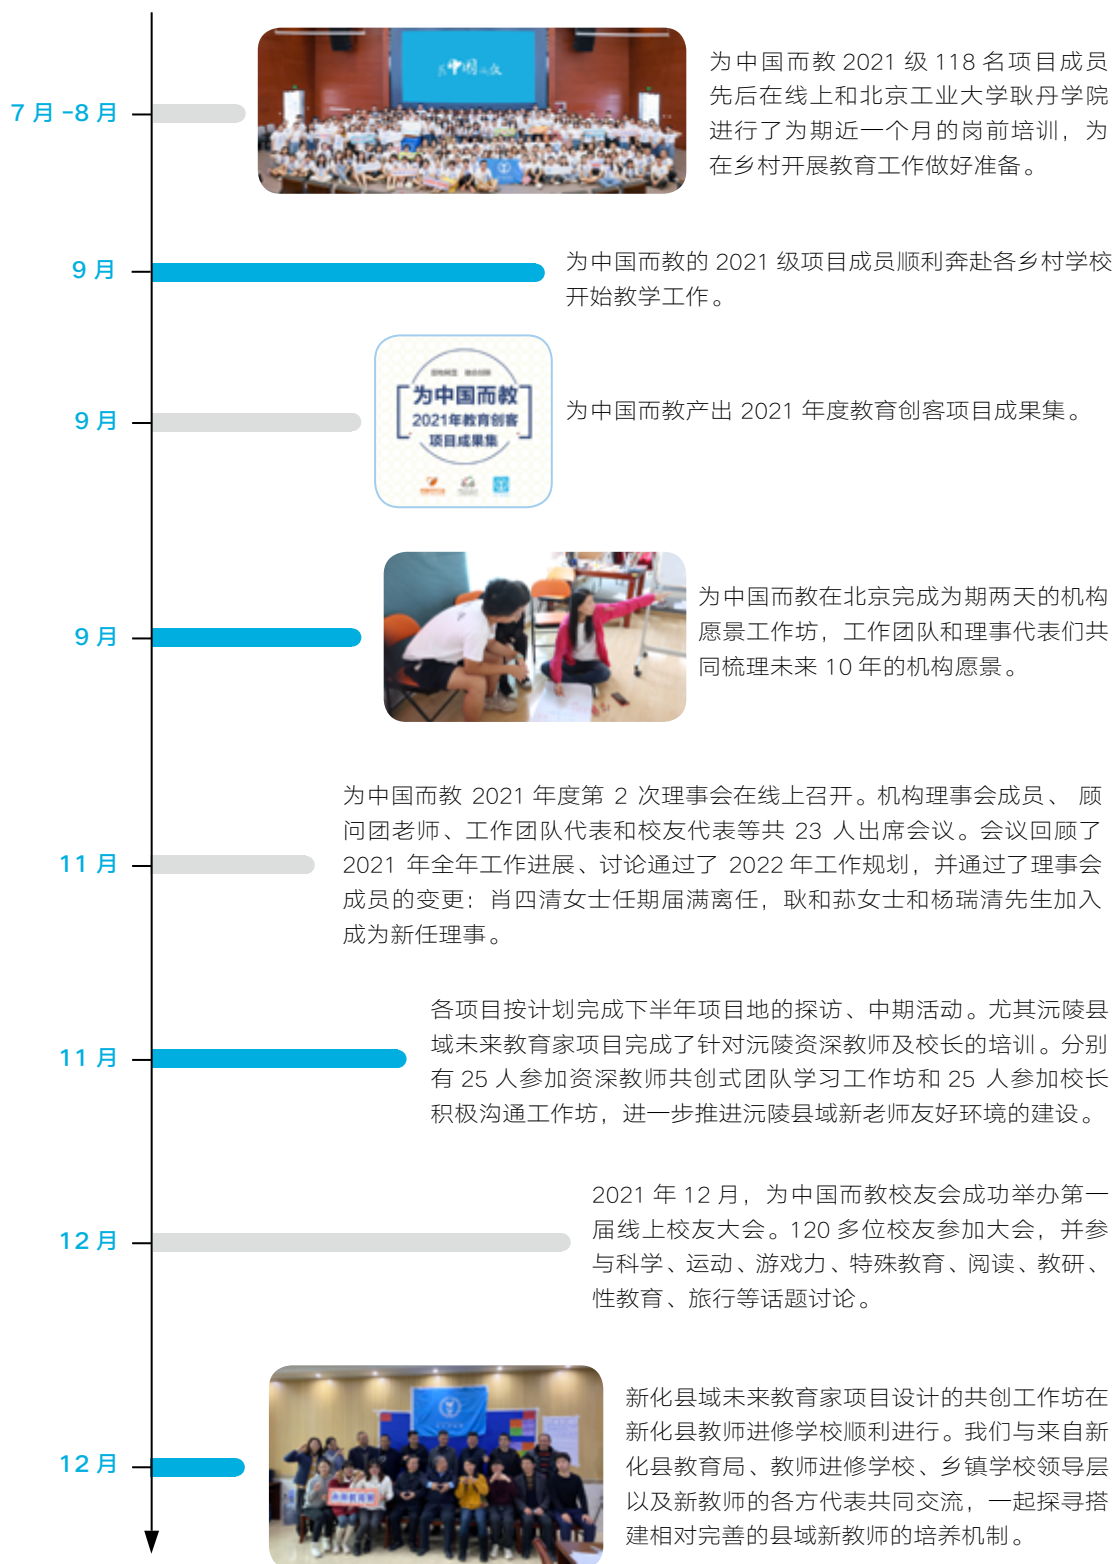 7 月 -8 月
为中国而教 2021 级 118 名项目成员
先后在线上和北京工业大学耿丹学院
进行了为期近一个月的岗前培训，为
在乡村开展教育工作做好准备。
9 月
为中国而教的 2021 级项目成员顺利奔赴各乡村学校
开始教学工作。
9 月
为中国而教
2021年教育创客
项目成果集
为中国而教产出 2021 年度教育创客项目成果集。
9 月
为中国而教在北京完成为期两天的机构
愿景工作坊，工作团队和理事代表们共
同梳理未来 10 年的机构愿景。
11 月
为中国而教 2021 年度第 2 次理事会在线上召开。机构理事会成员、 顾
问团老师、工作团队代表和校友代表等共 23 人出席会议。会议回顾了
2021 年全年工作进展、讨论通过了 2022 年工作规划，并通过了理事会
成员的变更：肖四清女士任期届满离任，耿和荪女士和杨瑞清先生加入
成为新任理事。
11 月
各项目按计划完成下半年项目地的探访、中期活动。尤其沅陵县
域未来教育家项目完成了针对沅陵资深教师及校长的培训。分别
有 25 人参加资深教师共创式团队学习工作坊和 25 人参加校长
积极沟通工作坊，进一步推进沅陵县域新老师友好环境的建设。
12 月
2021 年 12 月，为中国而教校友会成功举办第一
届线上校友大会。120 多位校友参加大会，并参
与科学、运动、游戏力、特殊教育、阅读、教研、
性教育、旅行等话题讨论。
12 月
新化县域未来教育家项目设计的共创工作坊在
新化县教师进修学校顺利进行。我们与来自新
化县教育局、教师进修学校、乡镇学校领导层
以及新教师的各方代表共同交流，一起探寻搭
建相对完善的县域新教师的培养机制。